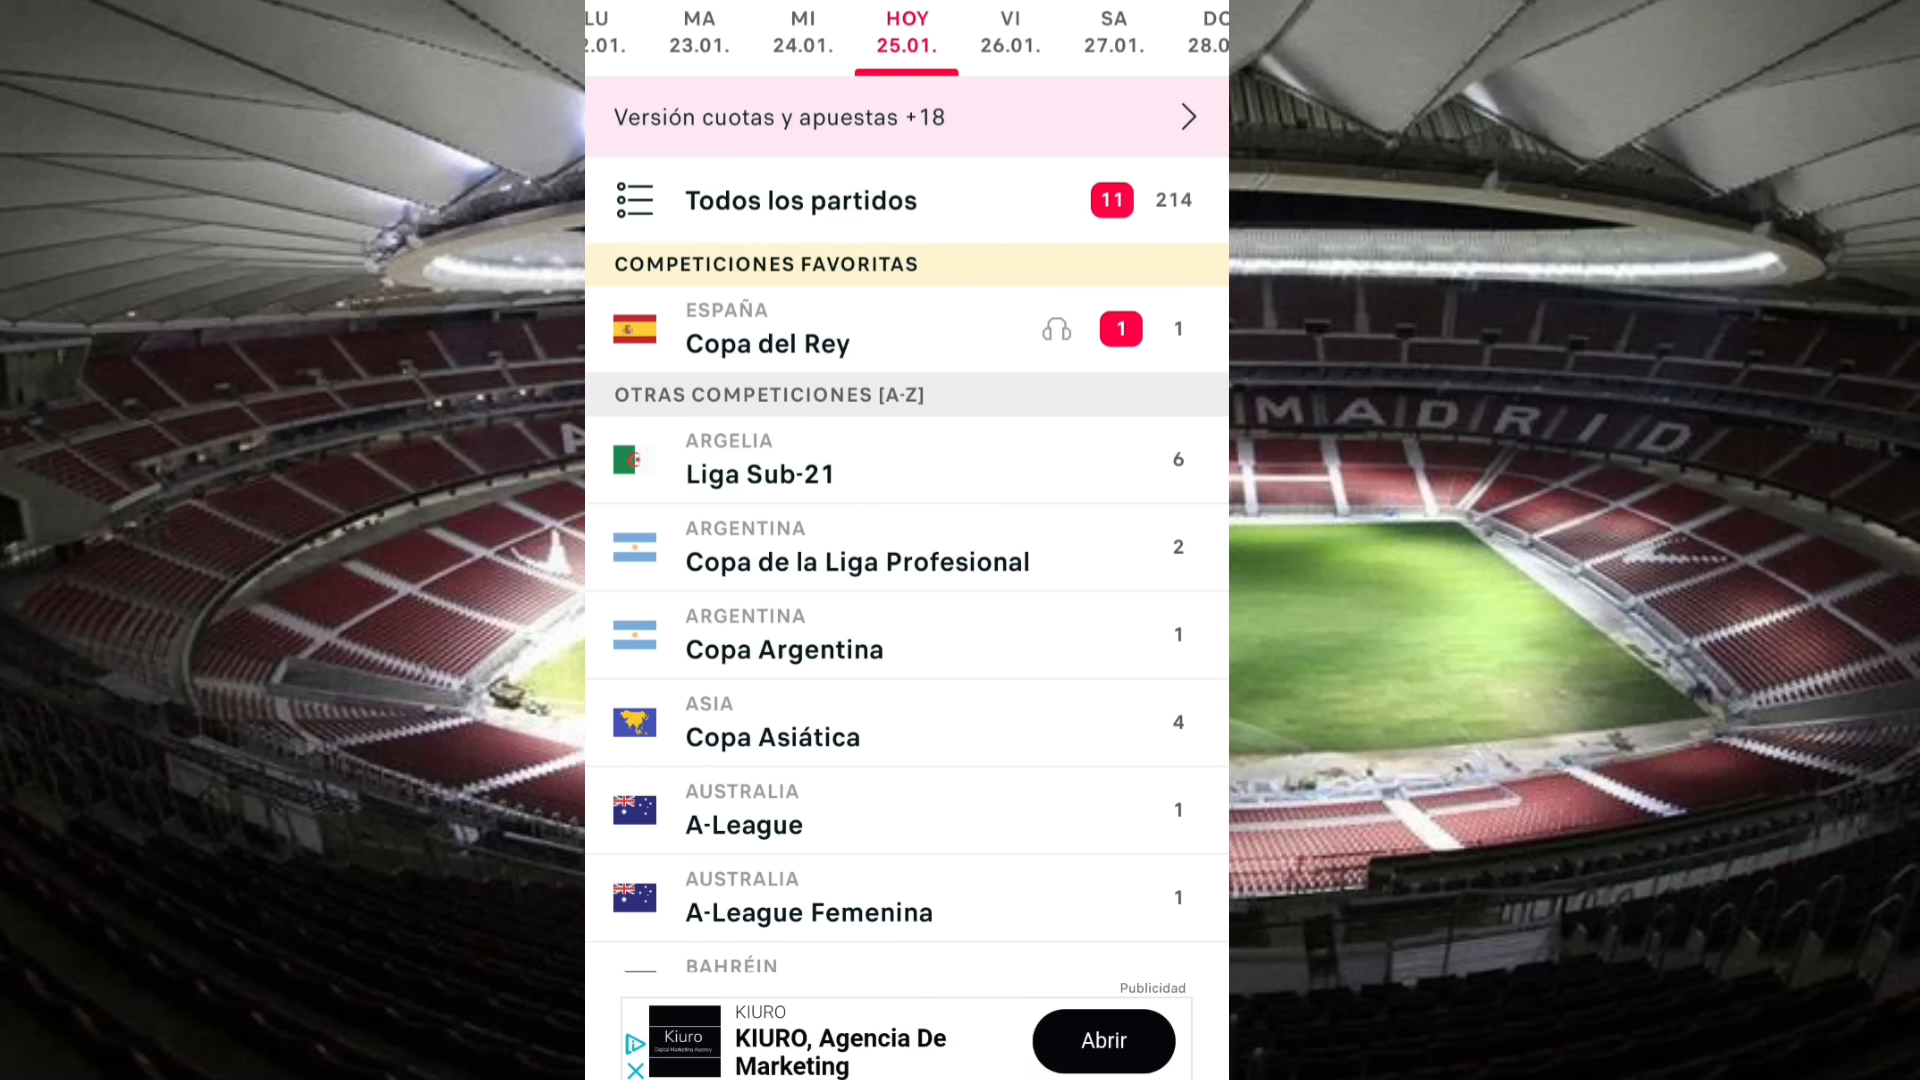 LU MA MI HOY VI SA DO
2.01. 23.01. 24.01. 25.01. 26.01. 27.01. 28.0
Versión cuotas y apuestas +18
Todos los partidos 11 214
COMPETICIONES FAVORITAS
ESPAÑA
Copa del Rey 1 1
OTRAS COMPETICIONES [A-Z]
ARGELIA
Liga Sub-21 6
ARGENTINA
Copa de la Liga Profesional 2
ARGENTINA
Copa Argentina 1
ASIA
Copa Asiática 4
AUSTRALIA
A-League 1
AUSTRALIA
A-League Femenina 1
BAHRÉIN
Publicidad
KIURO
KIURO, Agencia De
Marketing
Kiuro
Digital Marketing Agency
Abrir
A
MADRID